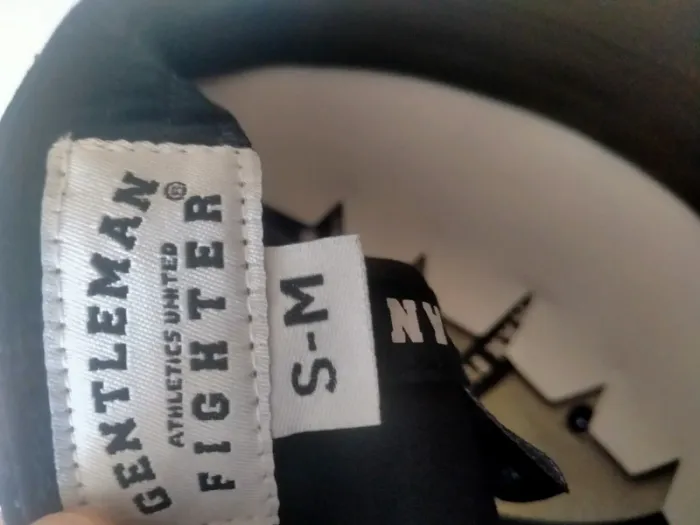 GENTLEMAN
®
ATHLETICS UNITED
FIGHTER
S-M
NY